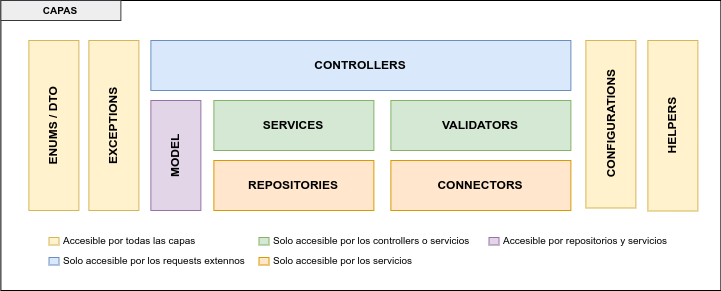 CAPAS
ENUMS / DTO
EXCEPTIONS
CONTROLLERS
MODEL
SERVICES
VALIDATORS
REPOSITORIES
CONNECTORS
CONFIGURATIONS
HELPERS
Accesible por todas las capas
Solo accesible por los controllers o servicios
Accesible por repositorios y servicios
Solo accesible por los requests extennos
Solo accesible por los servicios